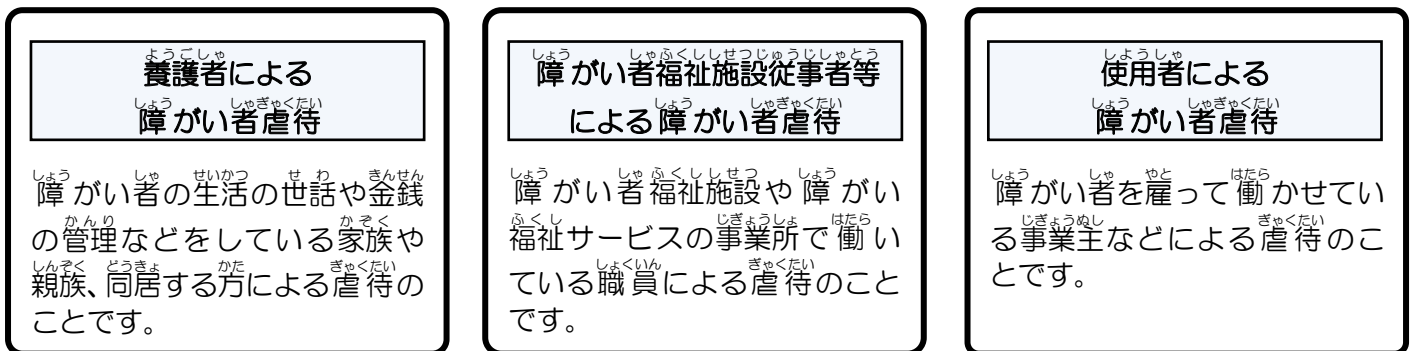 養護者による
障がい者虐待
障がい者の生活の世話や金銭
の管理などをしている家族や
親族、同居する方による虐待の
ことです。
障がい者福祉施設従事者等
による障がい者虐待
障がい者福祉施設や障がい
福祉サービスの事業所で働い
ている職員による虐待のこと
です。
使用者による
障がい者虐待
障がい者を雇って働かせてい
る事業主などによる虐待のこ
とです。